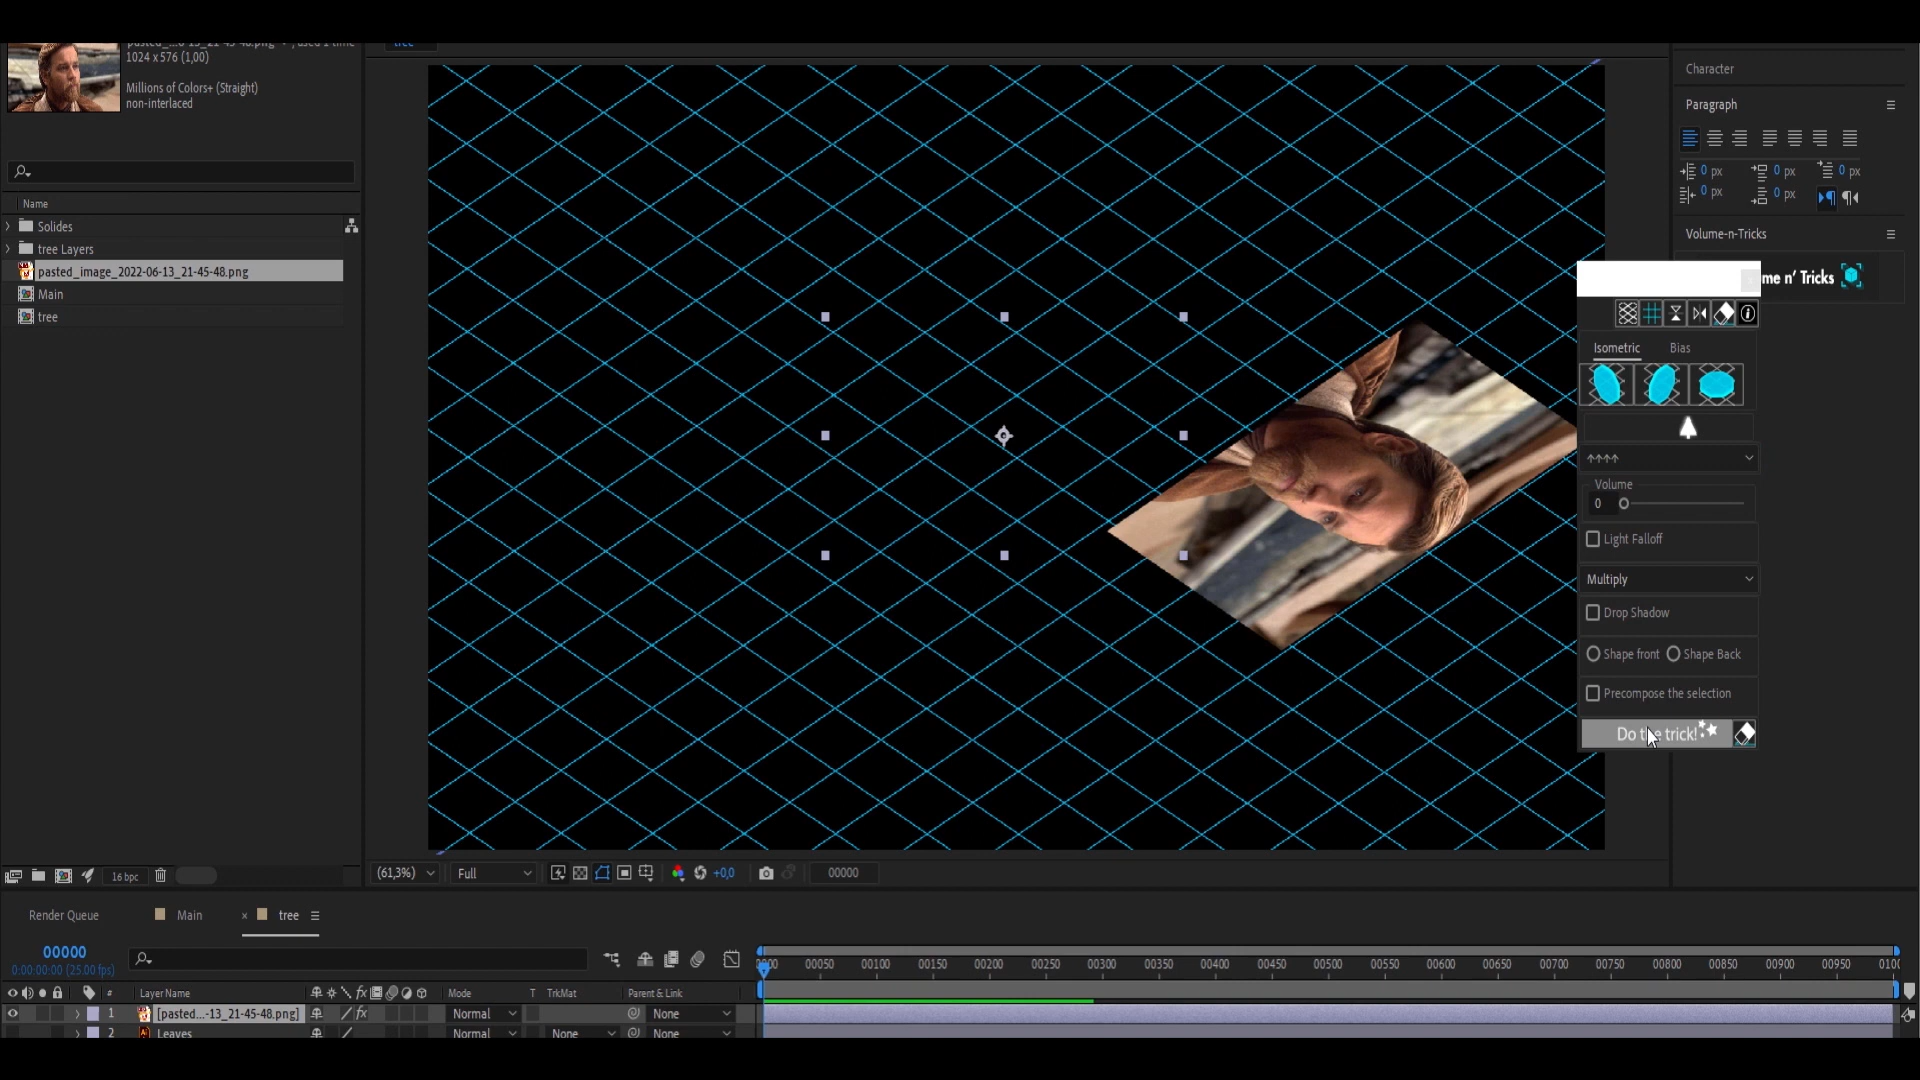 tree
1024 x 576 (1,00)
Millions of Colors+ (Straight)
non-interlaced
Name
Solides
tree Layers
pasted_image_2022-06-13_21-45-48.png
Main
tree
16 bpc
(61,3%)
Full
+0,0
00000
Character
Paragraph
0 px
0 px
0 px
0 px
0 px
Volume-n-Tricks
me n' Tricks
Isometric
Bias
↑↑↑↑
Volume
0
Light Falloff
Multiply
Drop Shadow
Shape front
Shape Back
Precompose the selection
Do the trick!
Render Queue
Main
× tree
00000
0:00:00:00 (25.00 fps)
00050 00100 00150 00200 00250 00300 00350 00400 00450 00500 00550 00600 00650 00700 00750 00800 00850 00900 00950
# Layer Name Mode T TrkMat Parent & Link
1 [pasted...-13_21-45-48.png] Normal None
2 Leaves Normal None None